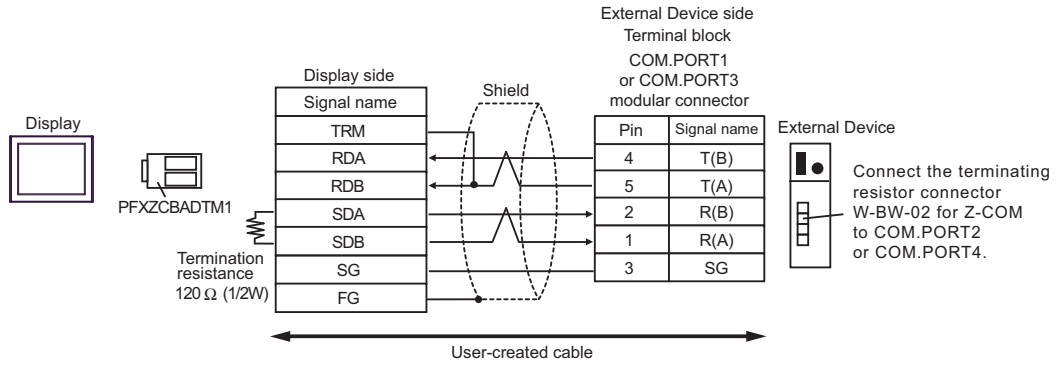 External Device side
Terminal block
COM.PORT1
or COM.PORT3
modular connector
Display side
Shield
Signal name
Display
TRM
Pin Signal name
External Device
RDA
4 T(B)
RDB
5 T(A)
Connect the terminating
resistor connector
W-BW-02 for Z-COM
to COM.PORT2
or COM.PORT4.
PFXZCBADTM1
SDA
2 R(B)
SDB
1 R(A)
Termination
resistance
120 Ω (1/2W)
SG
3 SG
FG
User-created cable